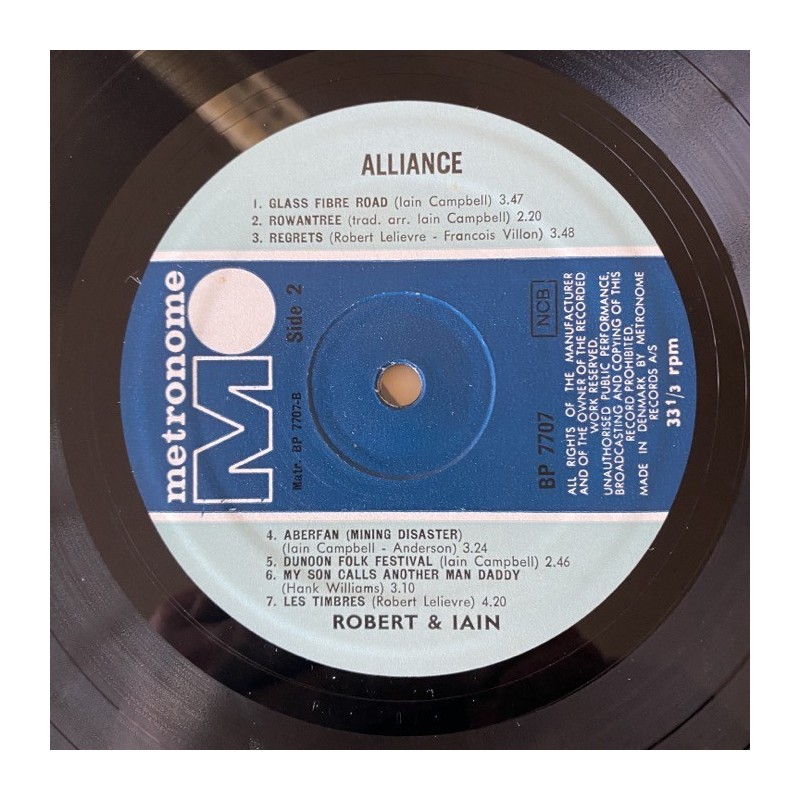 ALLIANCE
1. GLASS FIBRE ROAD (Iain Campbell) 3.47
2. ROWANTREE (trad. arr. Iain Campbell) 2.20
3. REGRETS (Robert Lelievre - Francois Villon) 3.48
metronome
M
Side 2
Matr. BP 7707-B
NCB
BP 7707
ALL RIGHTS OF THE MANUFACTURER
AND OF THE OWNER OF THE RECORDED
WORK RESERVED.
UNAUTHORISED PUBLIC PERFORMANCE,
BROADCASTING AND COPYING OF THIS
RECORD PROHIBITED.
MADE IN DENMARK BY METRONOME
RECORDS A/S
33 1/3 rpm
4. ABERFAN (MINING DISASTER)
(Iain Campbell - Anderson) 3.24
5. DUNOON FOLK FESTIVAL (Iain Campbell) 2.46
6. MY SON CALLS ANOTHER MAN DADDY
(Hank Williams) 3.10
7. LES TIMBRES (Robert Lelievre) 4.20
ROBERT & IAIN